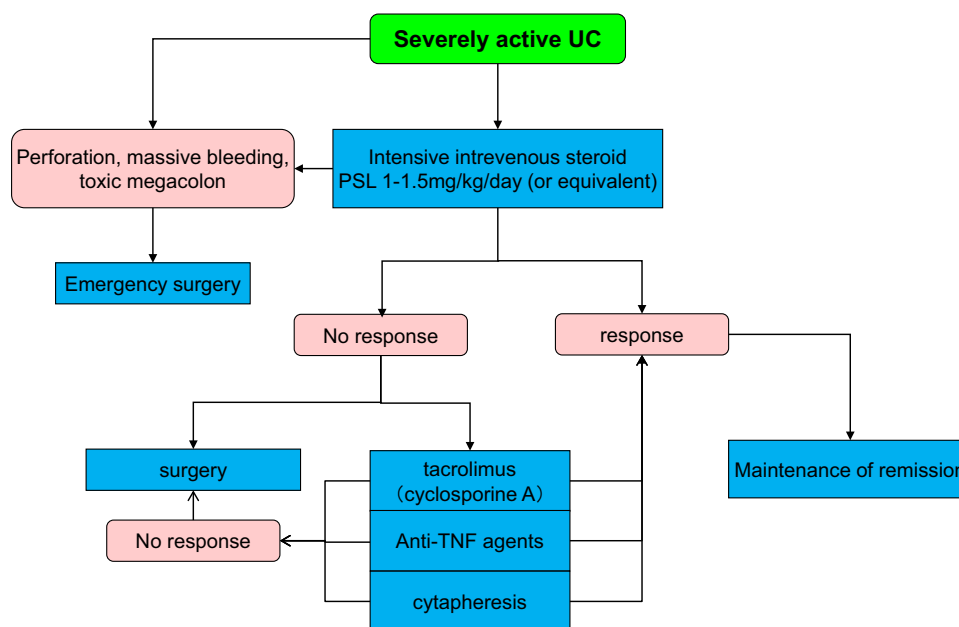 Severely active UC
Perforation, massive bleeding,
toxic megacolon
Intensive intrevenous steroid
PSL 1-1.5mg/kg/day (or equivalent)
Emergency surgery
No response
response
surgery
tacrolimus
（cyclosporine A）
Maintenance of remission
No response
Anti-TNF agents
cytapheresis